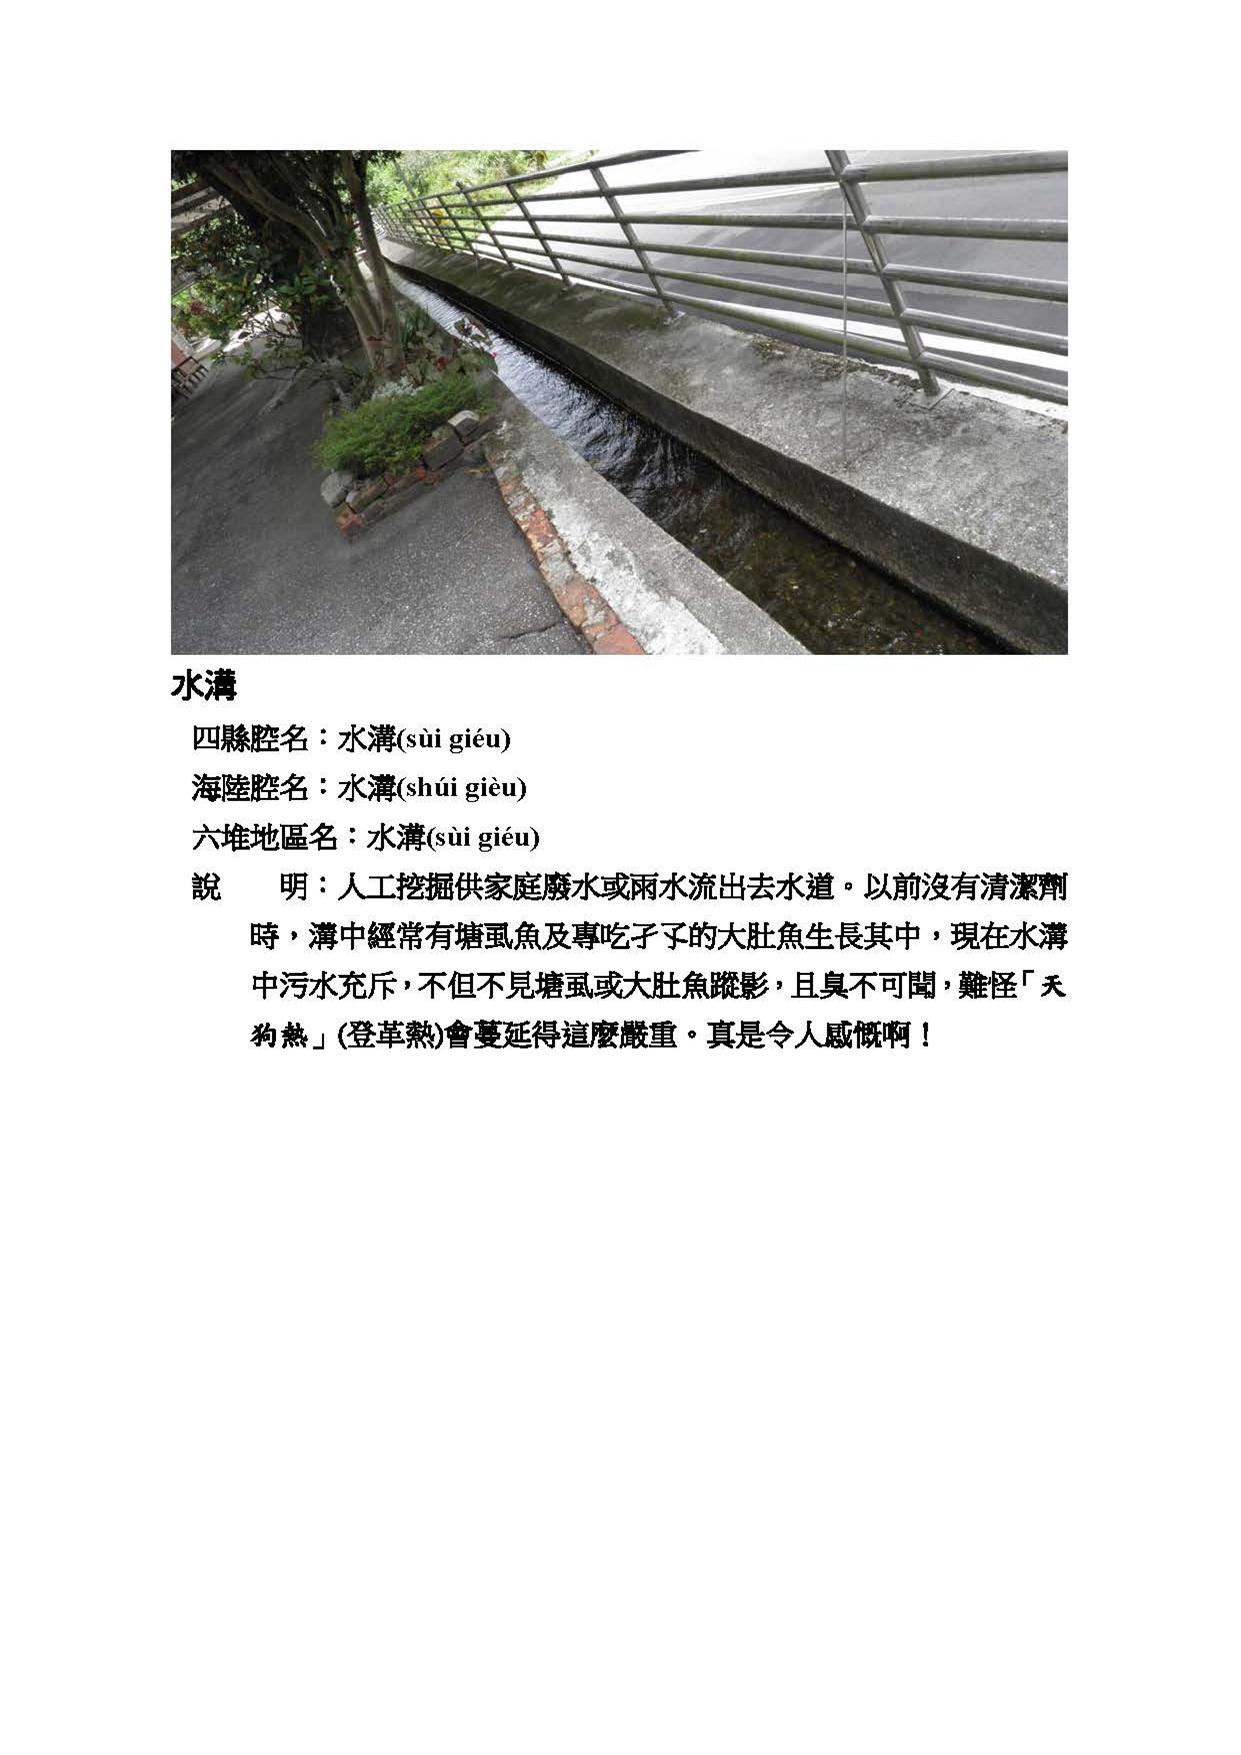 水溝
四縣腔名：水溝(sùi giéu)
海陸腔名：水溝(shúi gièu)
六堆地區名：水溝(sùi giéu)
說　　明：人工挖掘供家庭廢水或雨水流出去水道。以前沒有清潔劑
時，溝中經常有塘虱魚及專吃孑孓的大肚魚生長其中，現在水溝
中污水充斥，不但不見塘虱或大肚魚蹤影，且臭不可聞，難怪「天
狗熱」(登革熱)會蔓延得這麼嚴重。真是令人感慨啊！